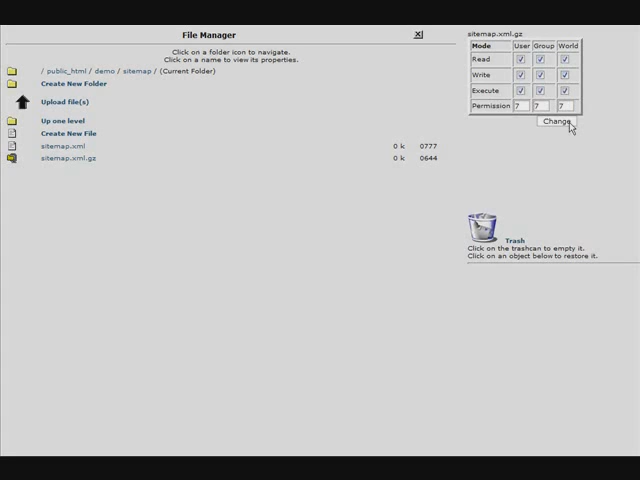 File Manager
Click on a folder icon to navigate.
Click on a name to view its properties.
/ public_html / demo / sitemap / (Current Folder)
Create New Folder
Upload file(s)
Up one level
Create New File
sitemap.xml 0 k 0777
sitemap.xml.gz 0 k 0644
sitemap.xml.gz
Mode User Group World
Read
Write
Execute
Permission 7 7 7
Change
Trash
Click on the trashcan to empty it.
Click on an object below to restore it.